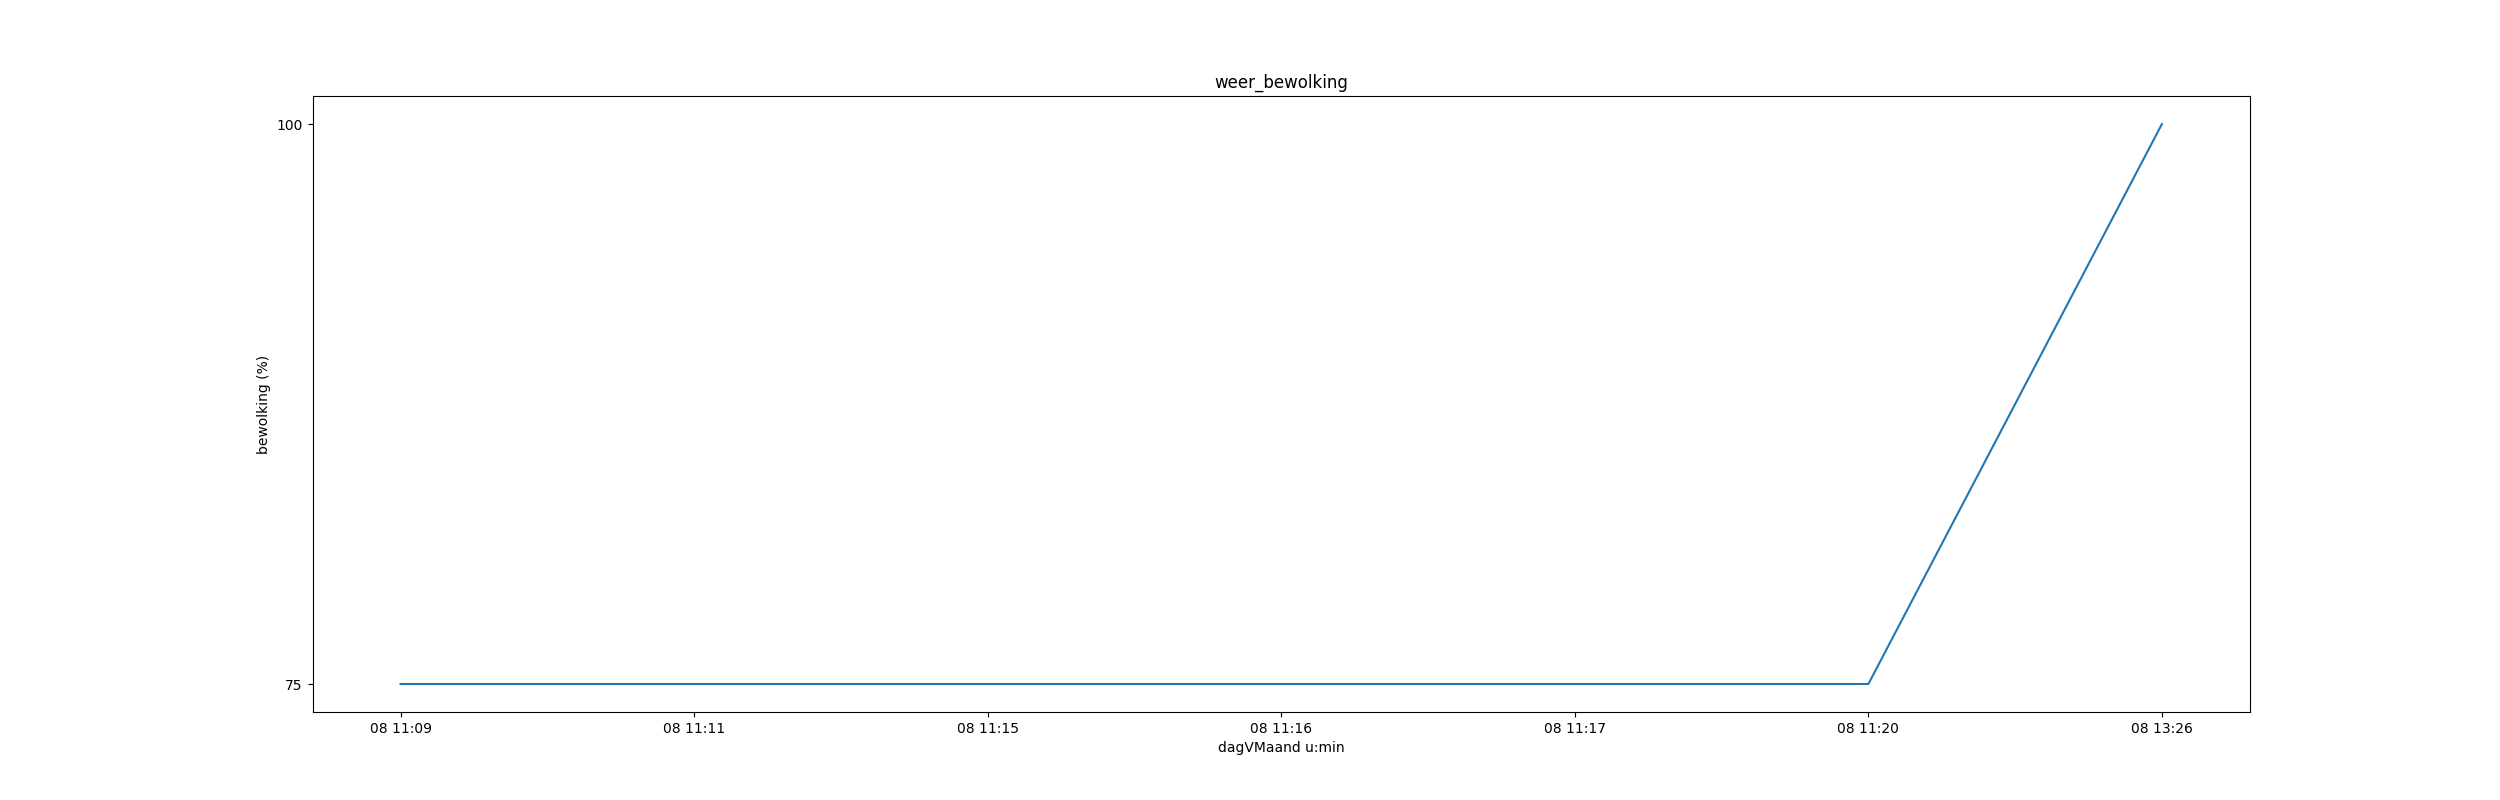 weer_bewolking
100
bewolking (%)
75
08 11:09 08 11:11 08 11:15 08 11:16 08 11:17 08 11:20 08 13:26
dagVMaand u:min